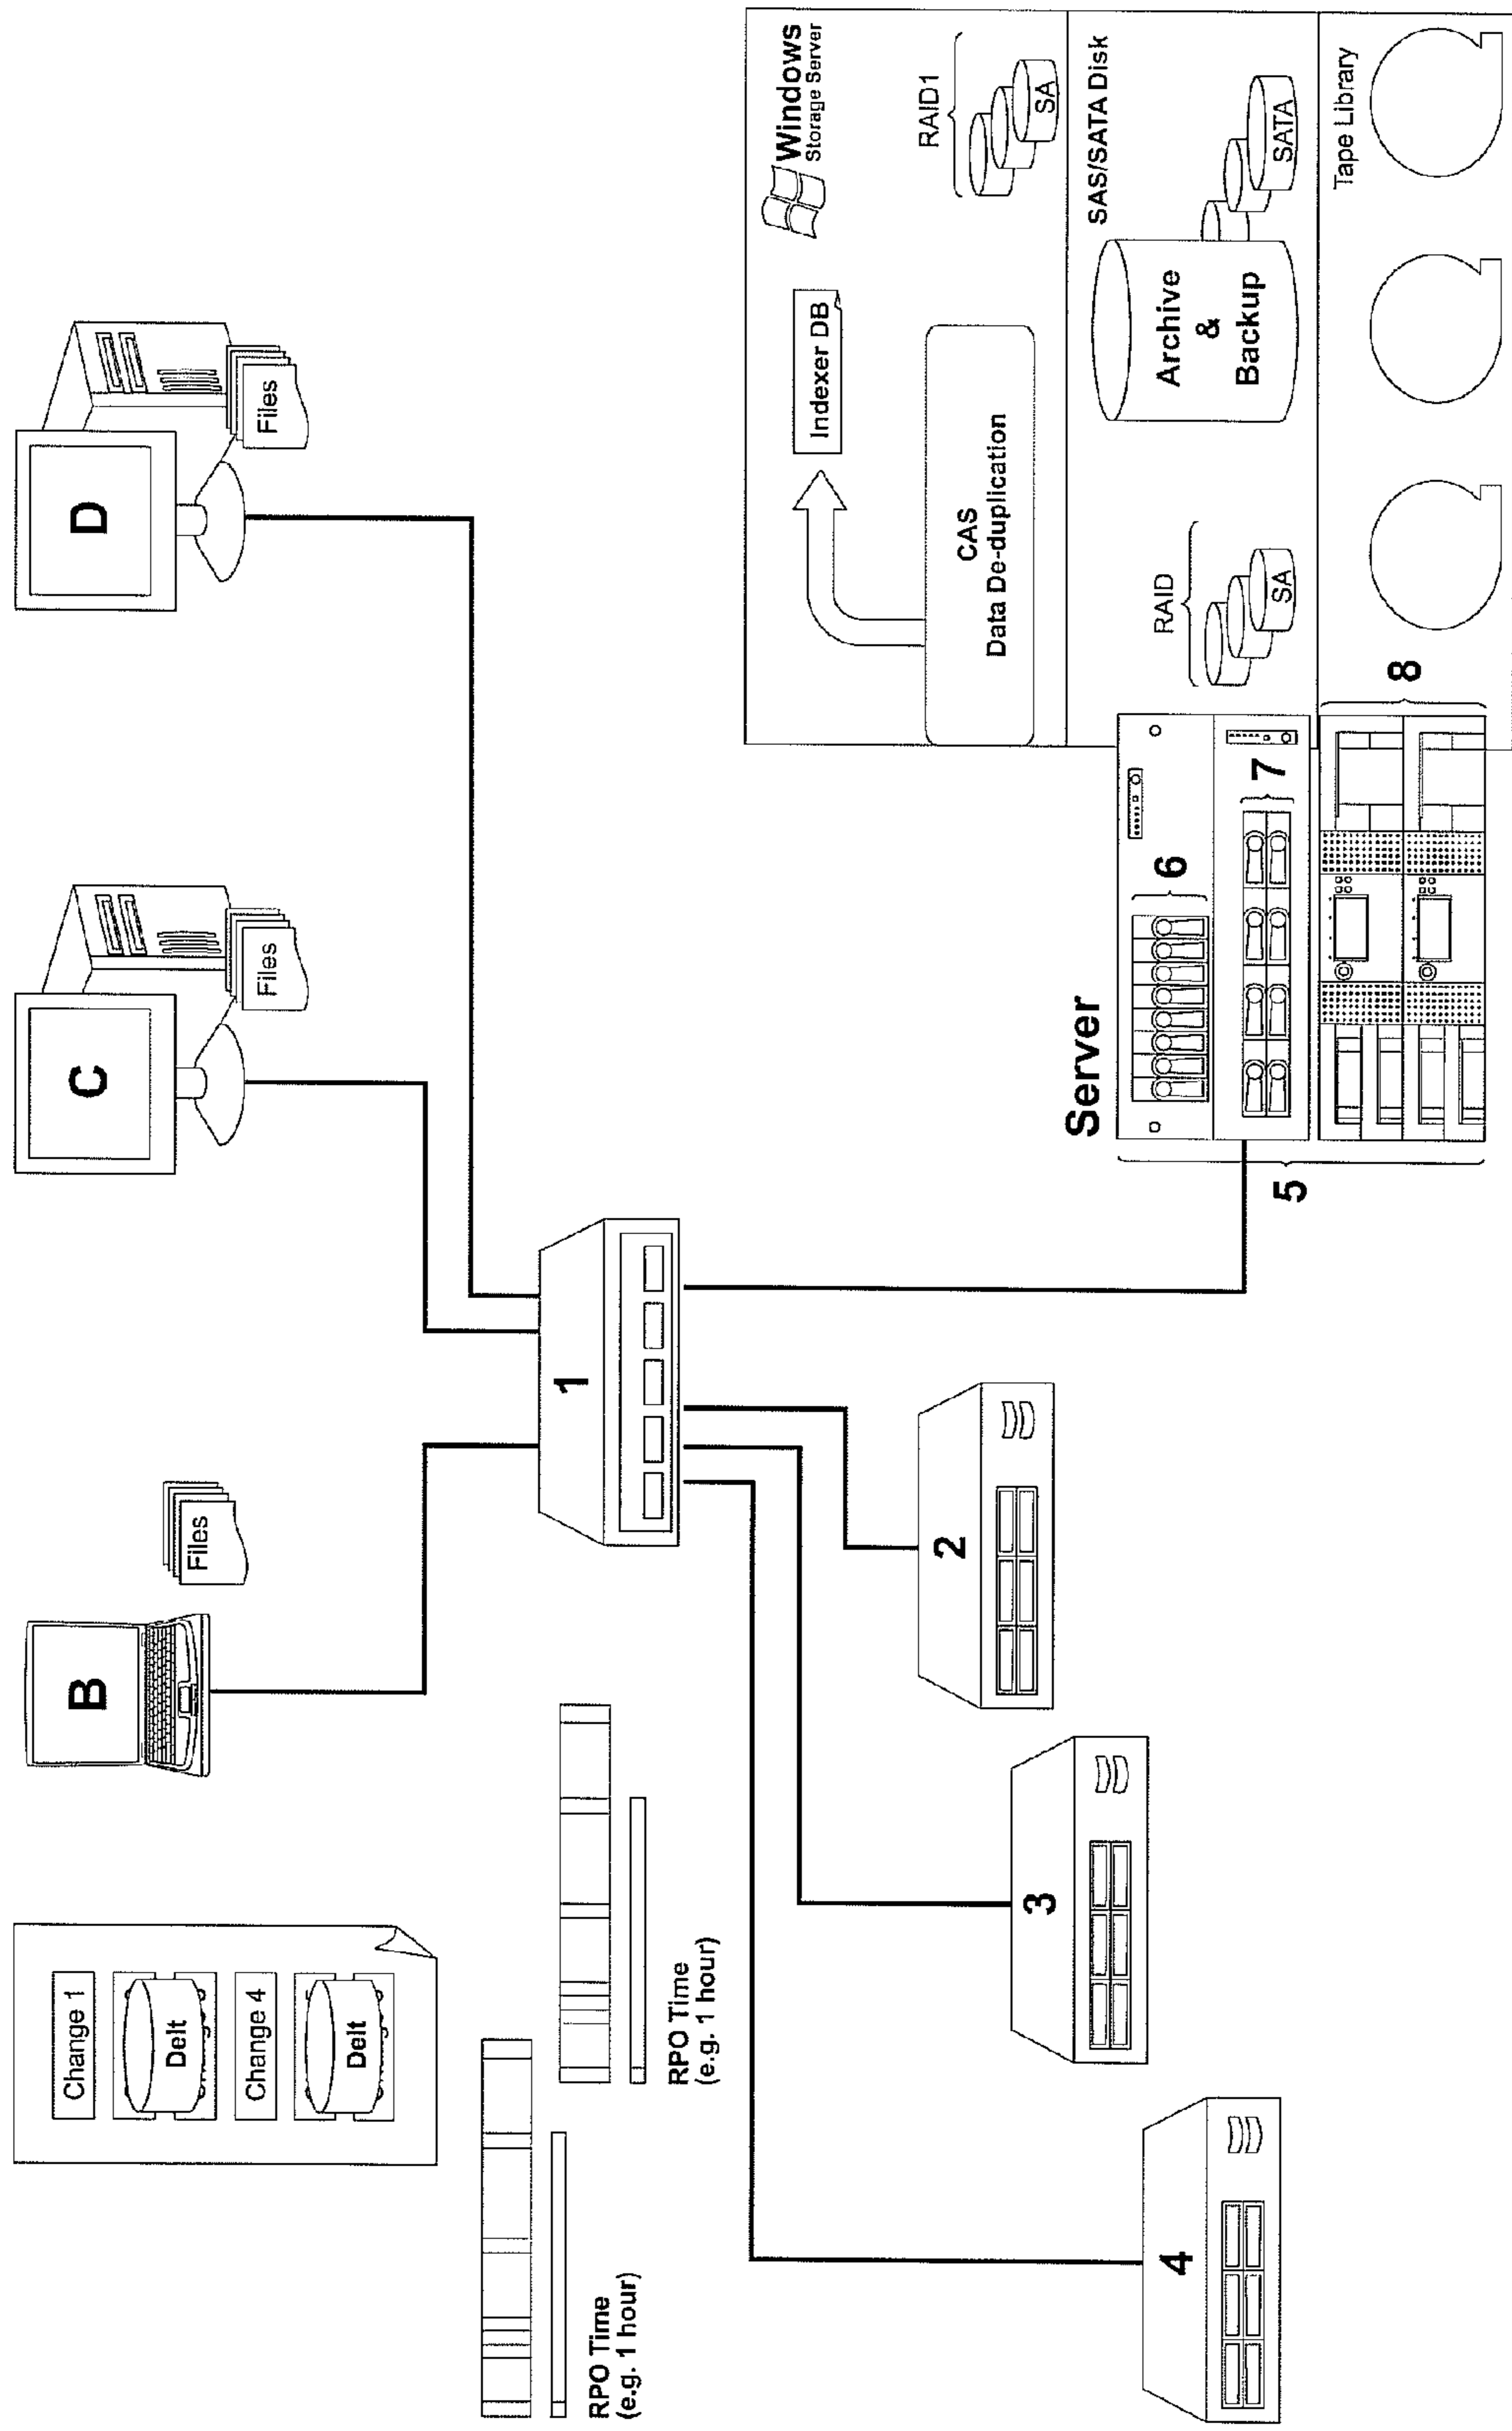 Change 1
Delt
Change 4
Delt
RPO Time
(e.g. 1 hour)
RPO Time
(e.g. 1 hour)
B
Files
C
Files
D
Files
1
2
3
4
Server
5
6
7
8
Windows
Storage Server
Indexer DB
CAS
Data De-duplication
RAID1
SA
SAS/SATA Disk
RAID
SA
Archive
&
Backup
SATA
Tape Library